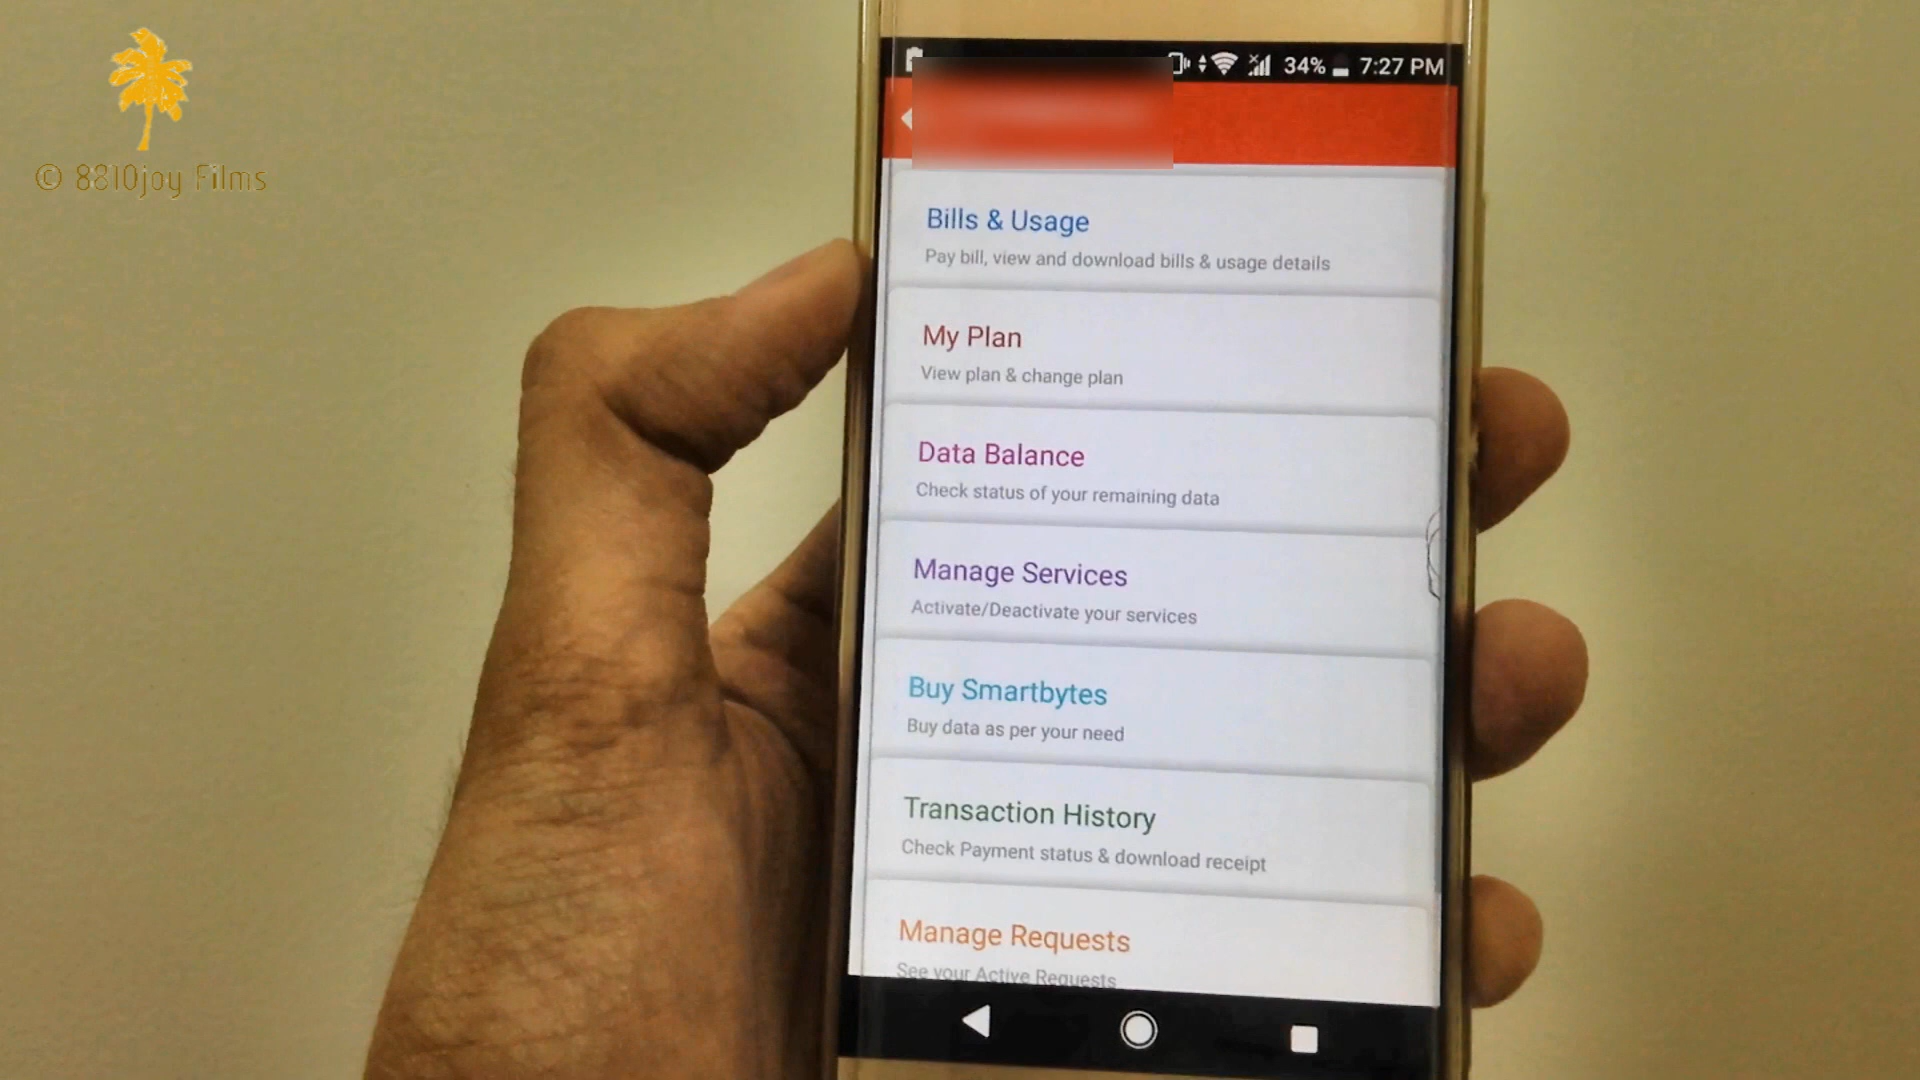 © 8810joy Films
34% 7:27 PM
Bills & Usage
Pay bill, view and download bills & usage details
My Plan
View plan & change plan
Data Balance
Check status of your remaining data
Manage Services
Activate/Deactivate your services
Buy Smartbytes
Buy data as per your need
Transaction History
Check Payment status & download receipt
Manage Requests
See your Active Requests